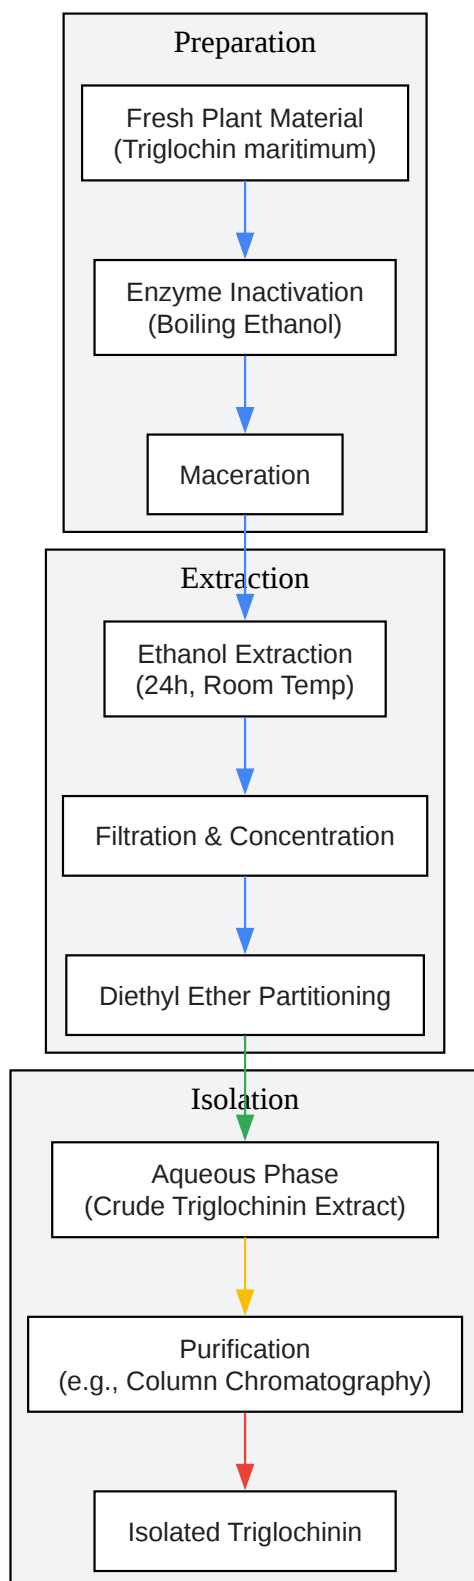 Preparation
Fresh Plant Material
(Triglochin maritimum)
Enzyme Inactivation
(Boiling Ethanol)
Maceration
Extraction
Ethanol Extraction
(24h, Room Temp)
Filtration & Concentration
Diethyl Ether Partitioning
Isolation
Aqueous Phase
(Crude Triglochinin Extract)
Purification
(e.g., Column Chromatography)
Isolated Triglochinin